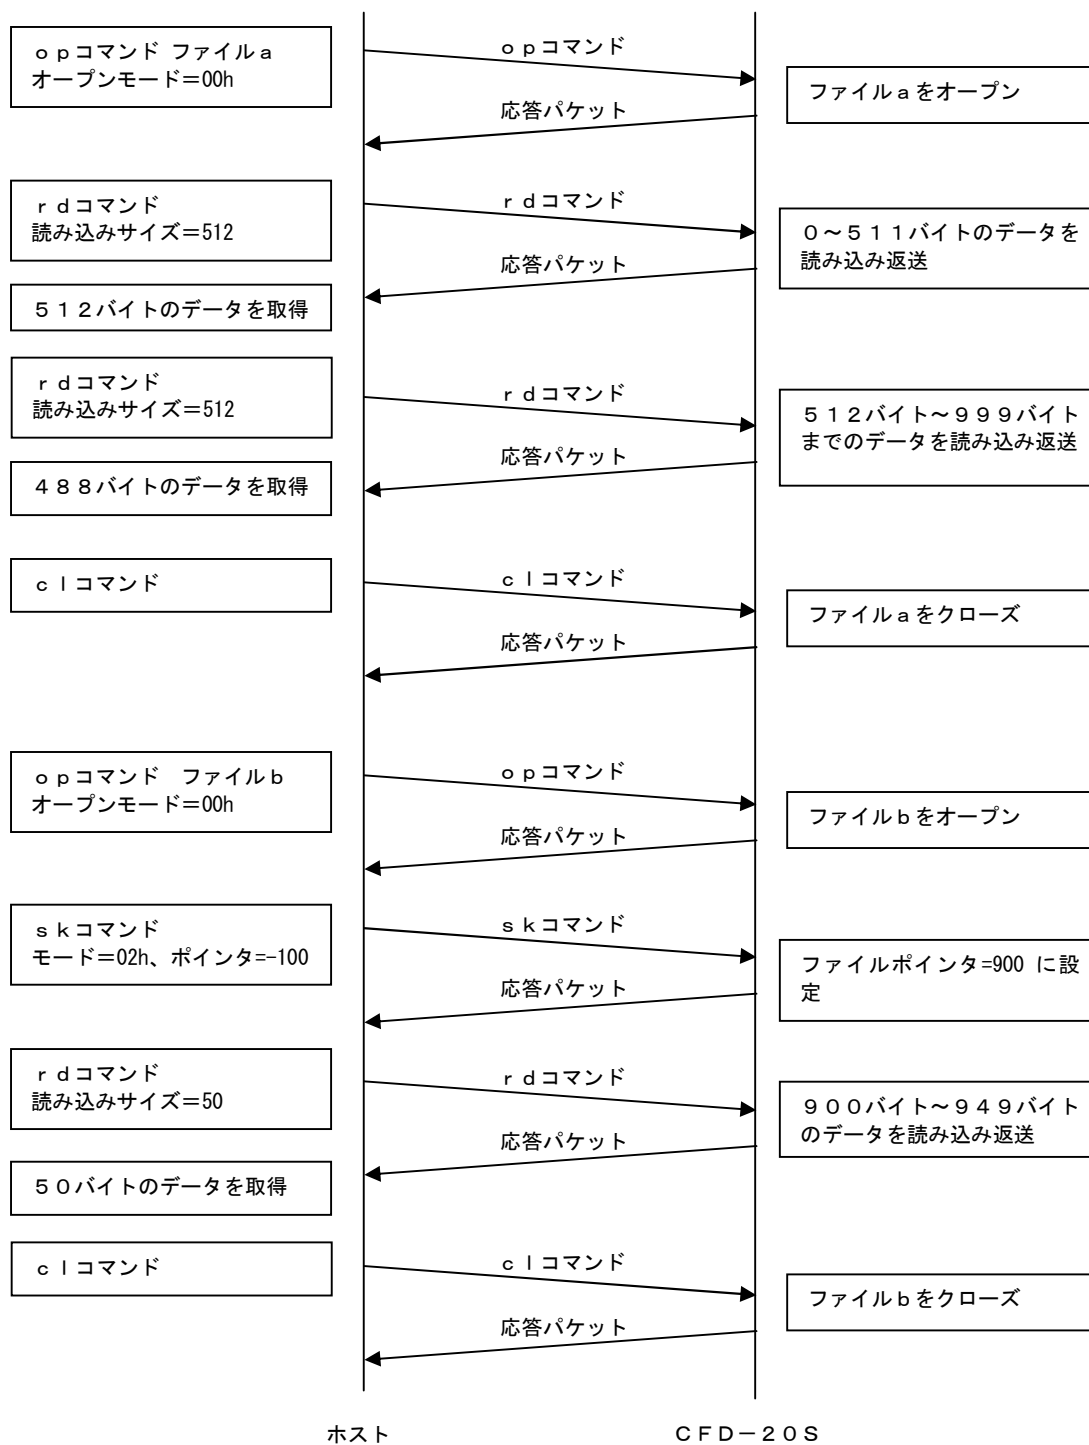 ｏｐコマンド ファイルａ
オープンモード＝00h
ｏｐコマンド
ファイルａをオープン
応答パケット
ｒｄコマンド
読み込みサイズ＝512
ｒｄコマンド
０～５１１バイトのデータを
読み込み返送
応答パケット
５１２バイトのデータを取得
ｒｄコマンド
読み込みサイズ＝512
ｒｄコマンド
５１２バイト～９９９バイト
までのデータを読み込み返送
応答パケット
４８８バイトのデータを取得
ｃｌコマンド
ｃｌコマンド
ファイルａをクローズ
応答パケット
ｏｐコマンド　ファイルｂ
オープンモード＝00h
ｏｐコマンド
ファイルｂをオープン
応答パケット
ｓｋコマンド
モード＝02h、ポインタ=-100
ｓｋコマンド
ファイルポインタ=900 に設
定
応答パケット
ｒｄコマンド
読み込みサイズ＝50
ｒｄコマンド
９００バイト～９４９バイト
のデータを読み込み返送
応答パケット
５０バイトのデータを取得
ｃｌコマンド
ｃｌコマンド
ファイルｂをクローズ
応答パケット
ホスト
ＣＦＤ－２０Ｓ